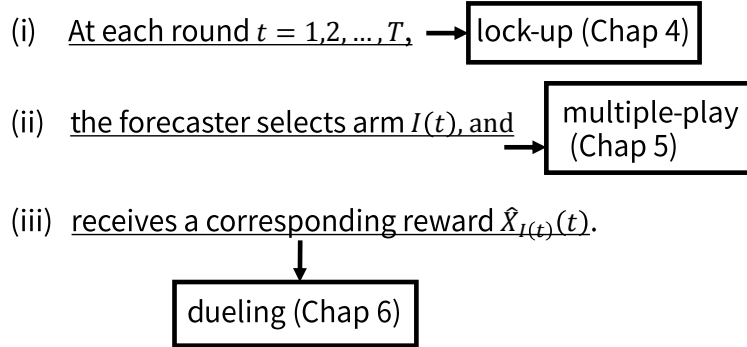 (i) At each round t = 1,2, … , T, lock-up (Chap 4)
(ii) the forecaster selects arm I(t), and multiple-play
(Chap 5)
(iii) receives a corresponding reward X̂_{I(t)}(t).
dueling (Chap 6)